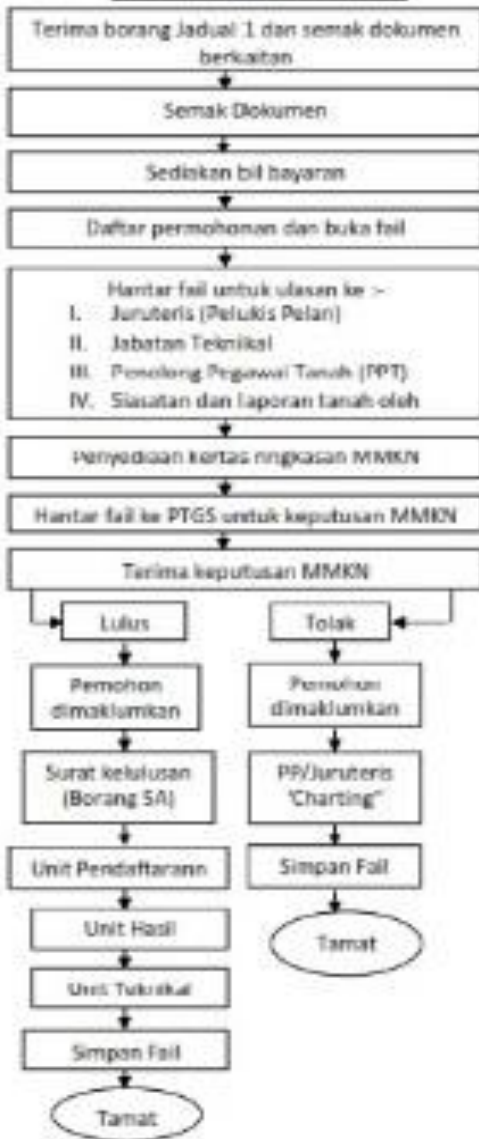 Terima borang Jadual 1 dan semak dokumen
berkaitan
Semak Dokumen
Sediakan bil bayaran
Daftar permohonan dan buka fail
Hantar fail untuk ulasan ke :-
I. Juruteris (Pelukis Pelan)
II. Jabatan Teknikal
III. Penolong Pegawai Tanah (PPT)
IV. Siasatan dan laporan tanah oleh
Penyediaan kertas ringkasan MMKN
Hantar fail ke PTGS untuk keputusan MMKN
Terima keputusan MMKN
Lulus
Pemohon
dimaklumkan
Surat kelulusan
(Borang 5A)
Unit Pendaftarann
Unit Hasil
Unit Teknikal
Simpan Fail
Tamat
Tolak
Pemohon
dimaklumkan
PP/Juruteris
'Charting"
Simpan Fail
Tamat